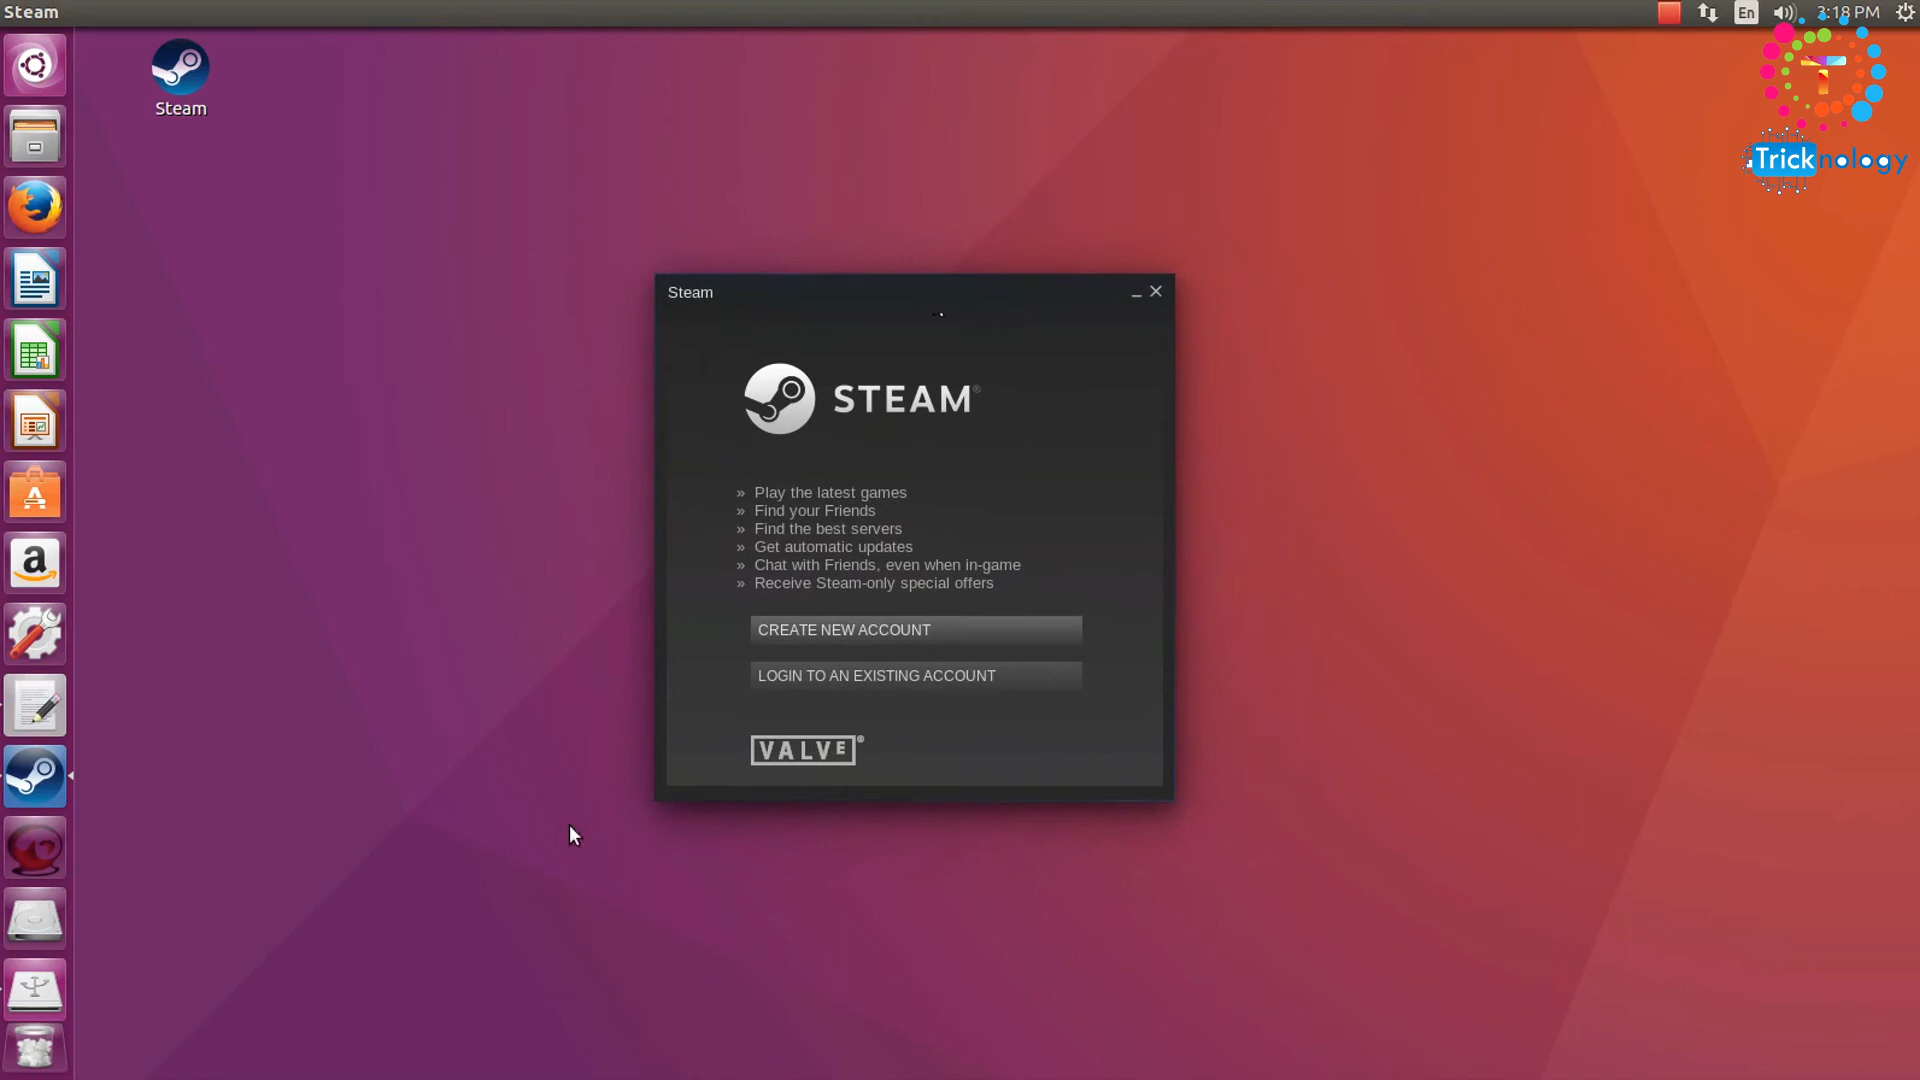 Steam
En
3:18 PM
Steam
Tricknology
Steam
STEAM®
» Play the latest games
» Find your Friends
» Find the best servers
» Get automatic updates
» Chat with Friends, even when in-game
» Receive Steam-only special offers
CREATE NEW ACCOUNT
LOGIN TO AN EXISTING ACCOUNT
VALVE®